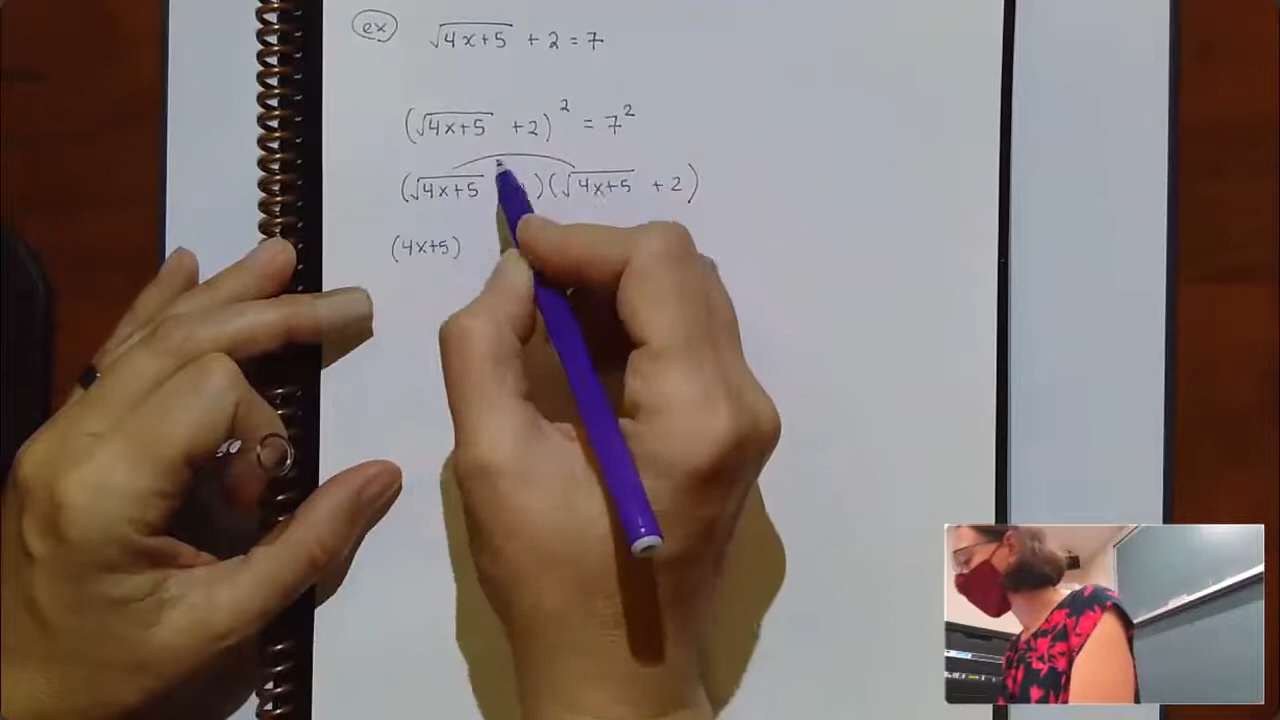 ex √4x+5 + 2 = 7
(√4x+5 + 2)² = 7²
(√4x+5 )(√4x+5 + 2)
(4x+5)